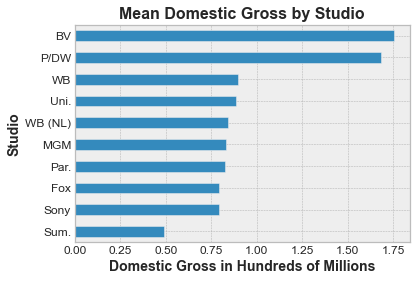 Mean Domestic Gross by Studio
Studio
BV
P/DW
WB
Uni.
WB (NL)
MGM
Par.
Fox
Sony
Sum.
0.00 0.25 0.50 0.75 1.00 1.25 1.50 1.75
Domestic Gross in Hundreds of Millions